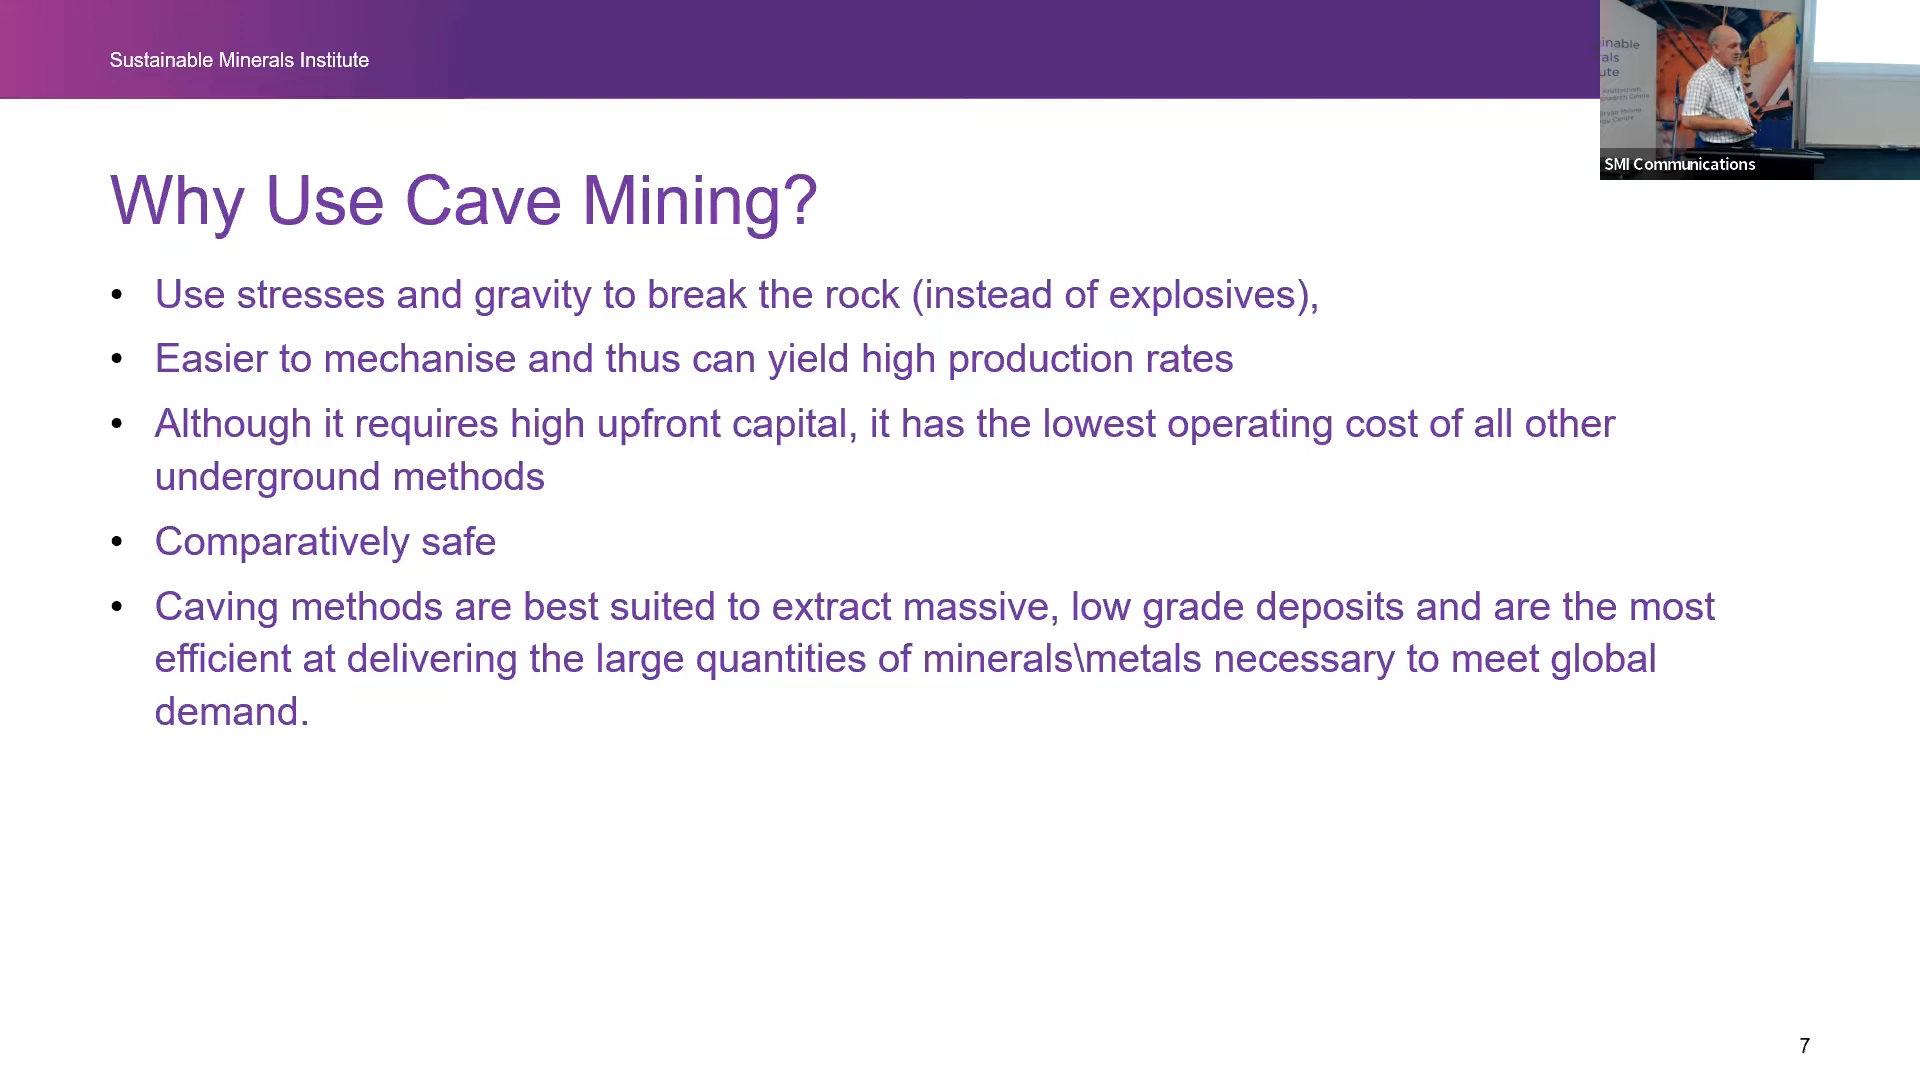 Sustainable Minerals Institute
inable
rals
ute
SMI Communications
Why Use Cave Mining?
• Use stresses and gravity to break the rock (instead of explosives),
• Easier to mechanise and thus can yield high production rates
• Although it requires high upfront capital, it has the lowest operating cost of all other
underground methods
• Comparatively safe
• Caving methods are best suited to extract massive, low grade deposits and are the most
efficient at delivering the large quantities of minerals\metals necessary to meet global
demand.
7